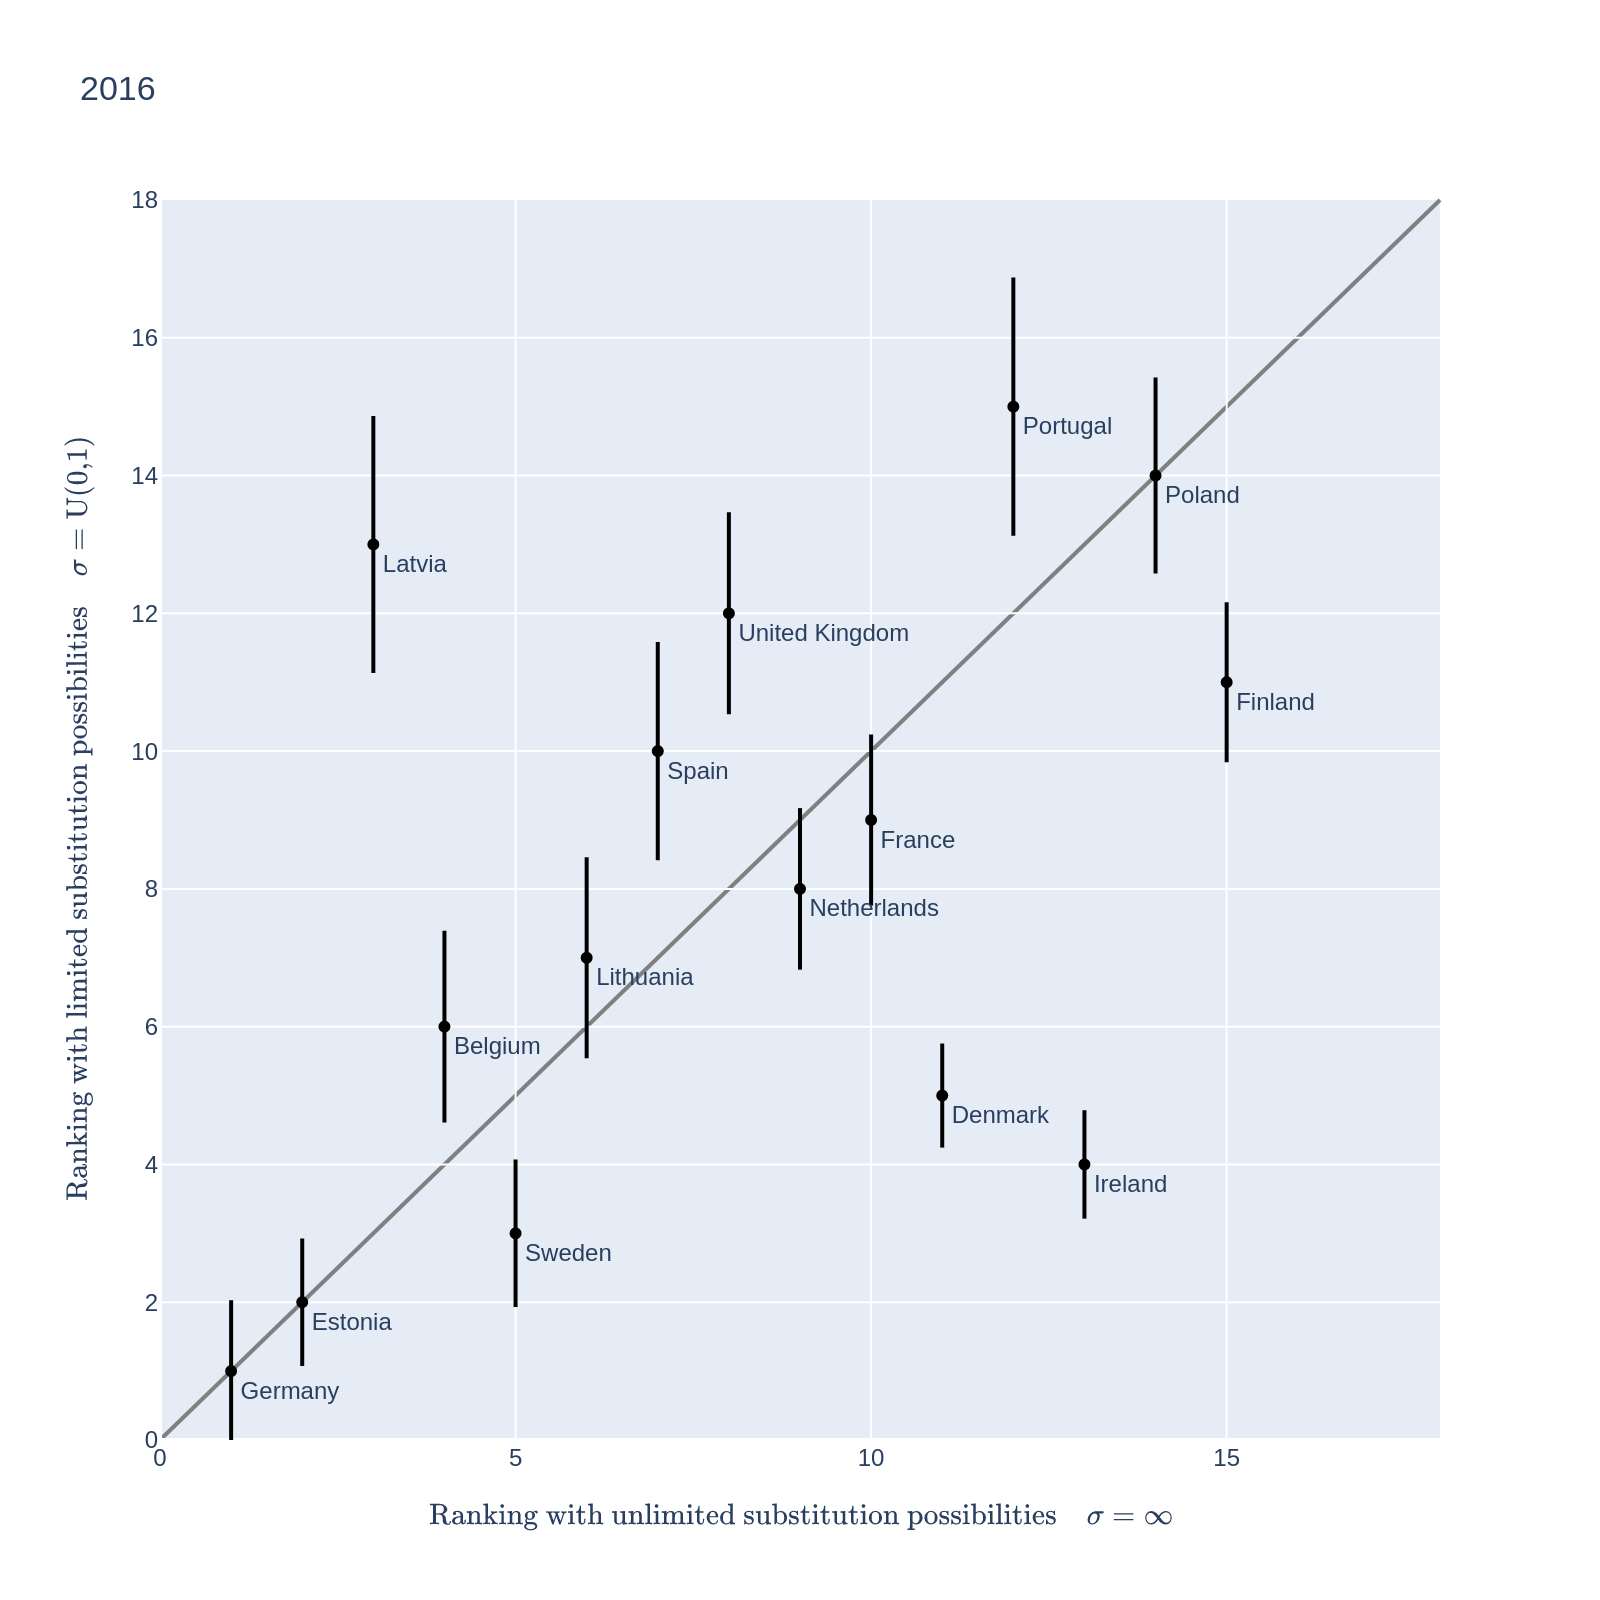 2016
18
16
14
12
10
8
6
4
2
0
Ranking with limited substitution possibilities σ = U(0,1)
Portugal
Poland
Latvia
United Kingdom
Finland
Spain
France
Netherlands
Lithuania
Belgium
Denmark
Ireland
Sweden
Estonia
Germany
0 5 10 15
Ranking with unlimited substitution possibilities σ = ∞